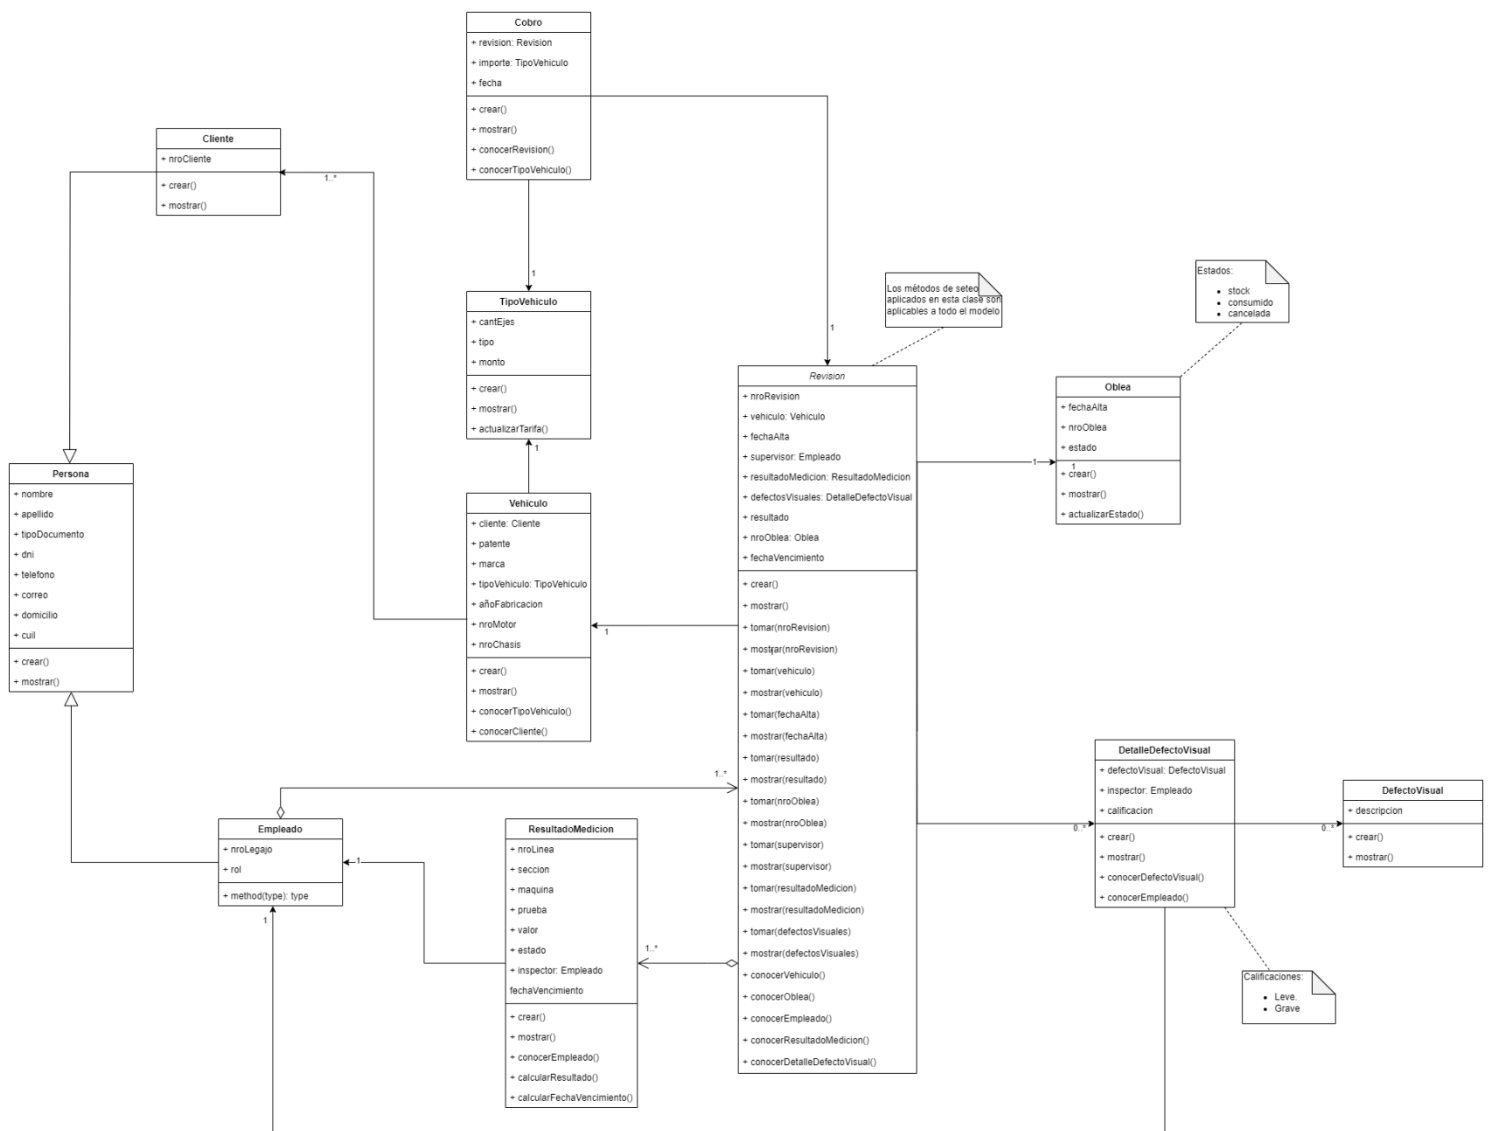 Cobro
+ revision: Revision
+ importe: TipoVehiculo
+ fecha
+ crear()
+ mostrar()
+ conocerRevision()
+ conocerTipoVehiculo()
1
1
Cliente
+ nroCliente
+ crear()
+ mostrar()
1..*
TipoVehiculo
+ cantEjes
+ tipo
+ monto
+ crear()
+ mostrar()
+ actualizarTarifa()
1
Los métodos de seteo
aplicados en esta clase son
aplicables a todo el modelo
Estados:
• stock
• consumido
• cancelada
Persona
+ nombre
+ apellido
+ tipoDocumento
+ dni
+ telefono
+ correo
+ domicilio
+ cuil
+ crear()
+ mostrar()
Vehiculo
+ cliente: Cliente
+ patente
+ marca
+ tipoVehiculo: TipoVehiculo
+ añoFabricacion
+ nroMotor
+ nroChasis
+ crear()
+ mostrar()
+ conocerTipoVehiculo()
+ conocerCliente()
1
Revision
+ nroRevision
+ vehiculo: Vehiculo
+ fechaAlta
+ supervisor: Empleado
+ resultadoMedicion: ResultadoMedicion
+ defectosVisuales: DetalleDefectoVisual
+ resultado
+ nroOblea: Oblea
+ fechaVencimiento
+ crear()
+ mostrar()
+ tomar(nroRevision)
+ mostrar(nroRevision)
+ tomar(vehiculo)
+ mostrar(vehiculo)
+ tomar(fechaAlta)
+ mostrar(fechaAlta)
+ tomar(resultado)
+ mostrar(resultado)
+ tomar(nroOblea)
+ mostrar(nroOblea)
+ tomar(supervisor)
+ mostrar(supervisor)
+ tomar(resultadoMedicion)
+ mostrar(resultadoMedicion)
+ tomar(defectosVisuales)
+ mostrar(defectosVisuales)
+ conocerVehiculo()
+ conocerOblea()
+ conocerEmpleado()
+ conocerResultadoMedicion()
+ conocerDetalleDefectoVisual()
Oblea
+ fechaAlta
+ nroOblea
+ estado
+ crear()
+ mostrar()
+ actualizarEstado()
1
1
DetalleDefectoVisual
+ defectoVisual: DefectoVisual
+ inspector: Empleado
+ calificacion
+ crear()
+ mostrar()
+ conocerDefectoVisual()
+ conocerEmpleado()
0..*
0..*
DefectoVisual
+ descripcion
+ crear()
+ mostrar()
Calificaciones:
• Leve.
• Grave
1..*
Empleado
+ nroLegajo
+ rol
+ method(type): type
1
1
ResultadoMedicion
+ nroLinea
+ seccion
+ maquina
+ prueba
+ valor
+ estado
+ inspector: Empleado
fechaVencimiento
+ crear()
+ mostrar()
+ conocerEmpleado()
+ calcularResultado()
+ calcularFechaVencimiento()
1..*